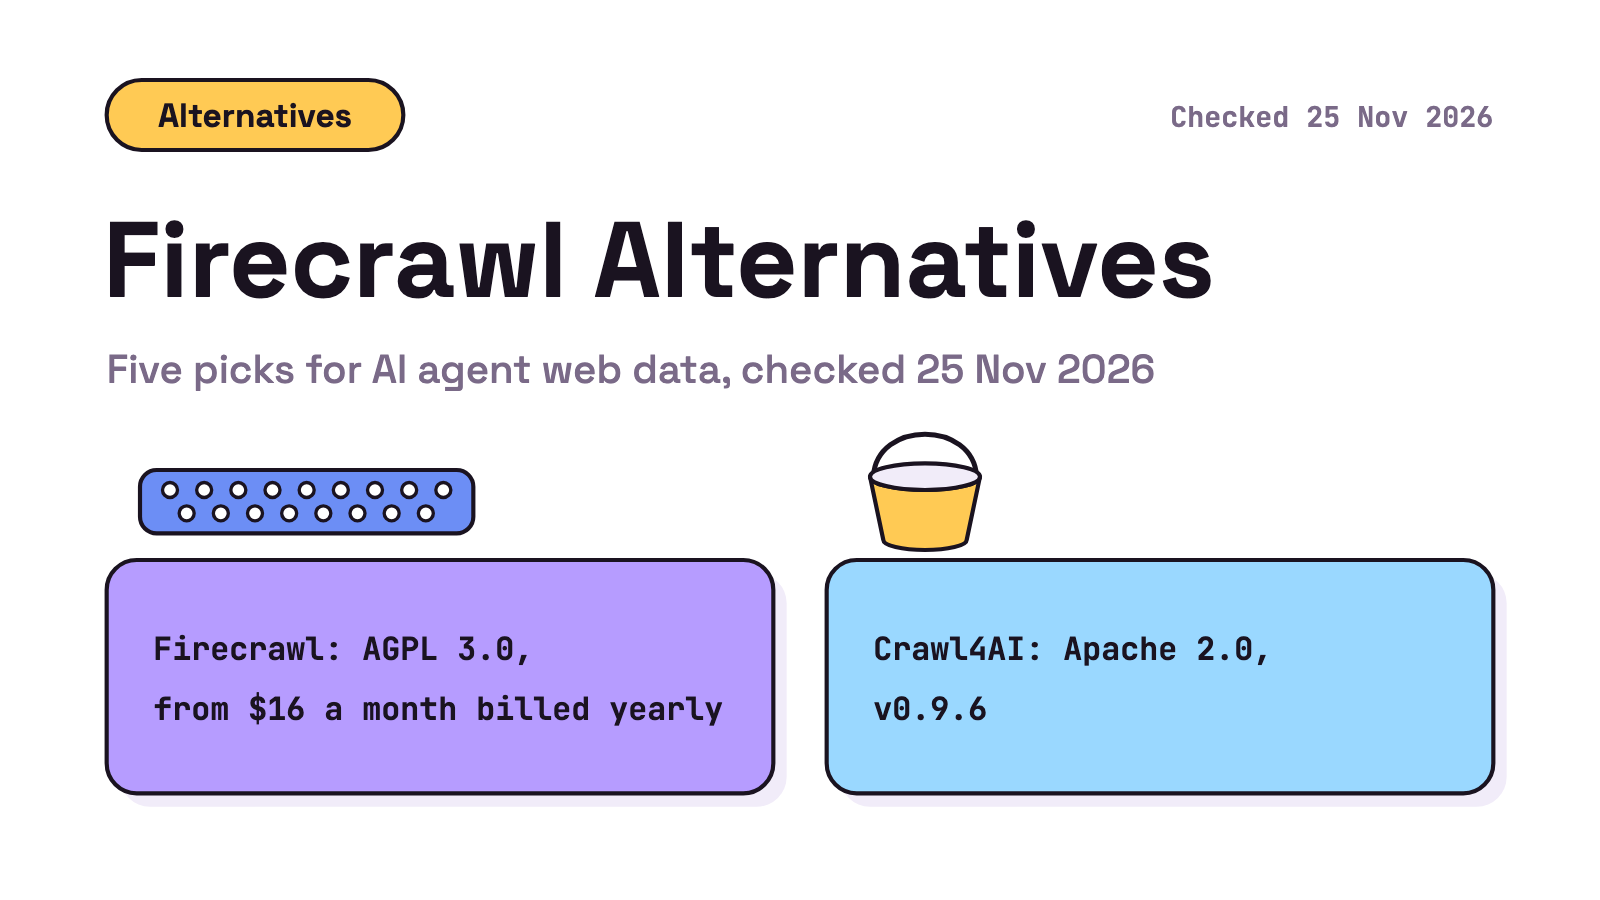 Alternatives
Checked 25 Nov 2026
Firecrawl Alternatives
Five picks for AI agent web data, checked 25 Nov 2026
Firecrawl: AGPL 3.0,
from $16 a month billed yearly
Crawl4AI: Apache 2.0,
v0.9.6